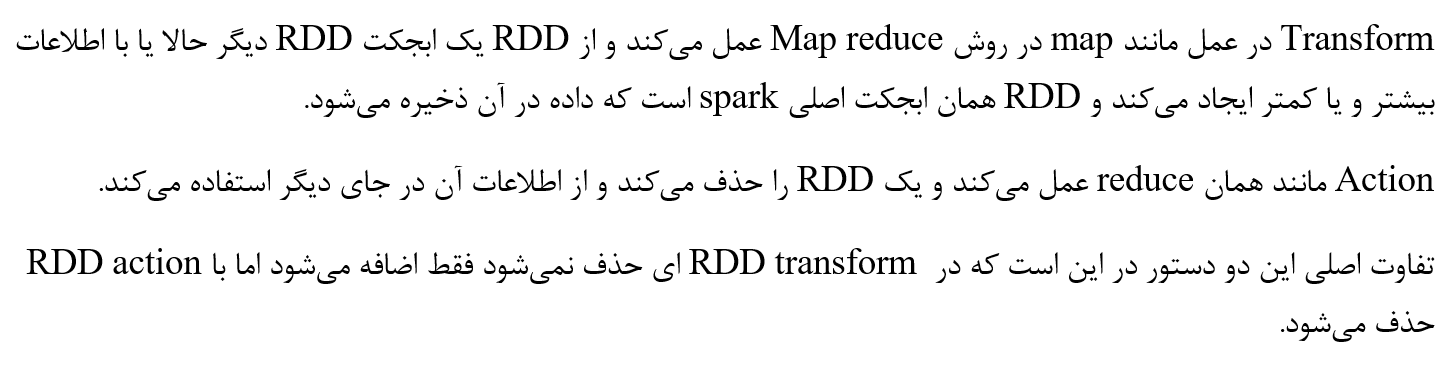 Transform در عمل مانند map در روش Map reduce عمل می‌کند و از RDD یک ابجکت RDD دیگر حالا یا با اطلاعات
بیشتر و یا کمتر ایجاد می‌کند و RDD همان ابجکت اصلی spark است که داده در آن ذخیره می‌شود.
Action مانند همان reduce عمل می‌کند و یک RDD را حذف می‌کند و از اطلاعات آن در جای دیگر استفاده می‌کند.
تفاوت اصلی این دو دستور در این است که در RDD transform ای حذف نمی‌شود فقط اضافه می‌شود اما با RDD action
حذف می‌شود.